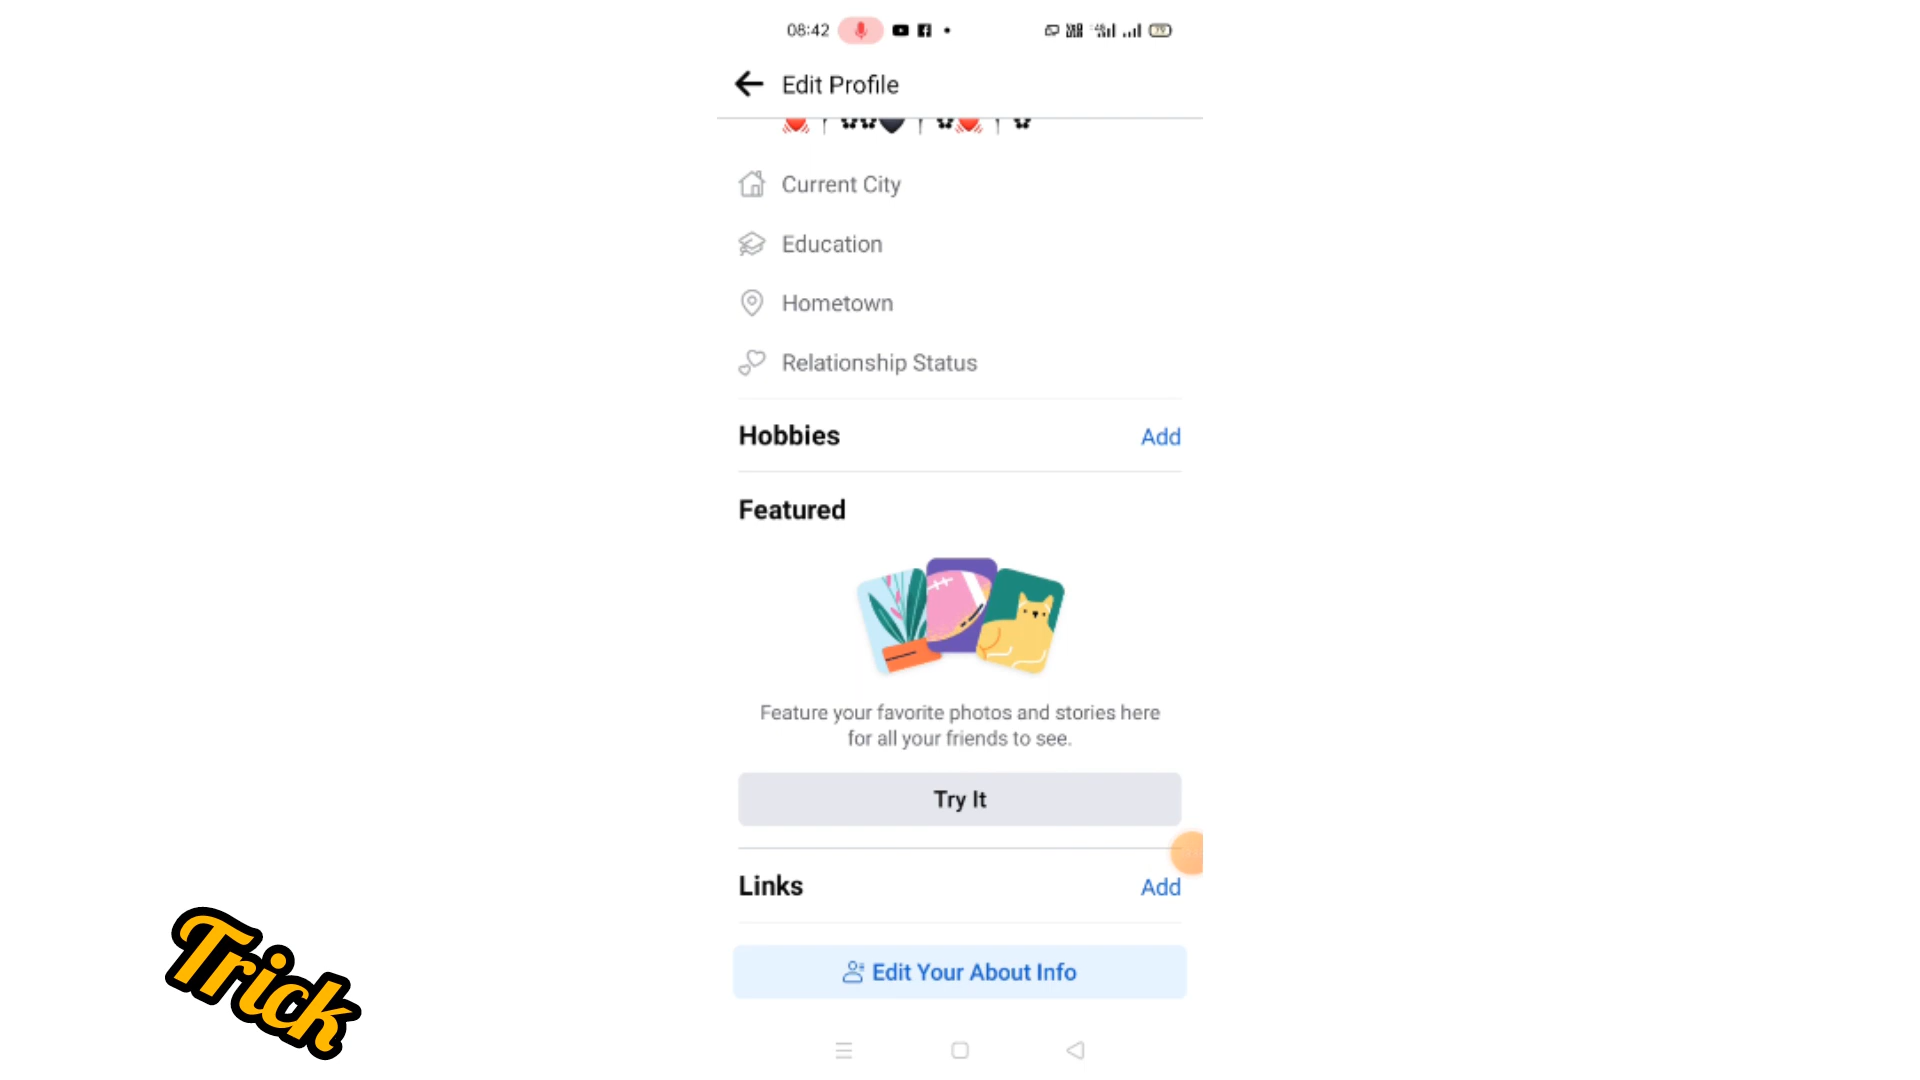 08:42
Edit Profile
Current City
Education
Hometown
Relationship Status
Hobbies
Add
Featured
Feature your favorite photos and stories here
for all your friends to see.
Try It
Links
Add
Edit Your About Info
Trick